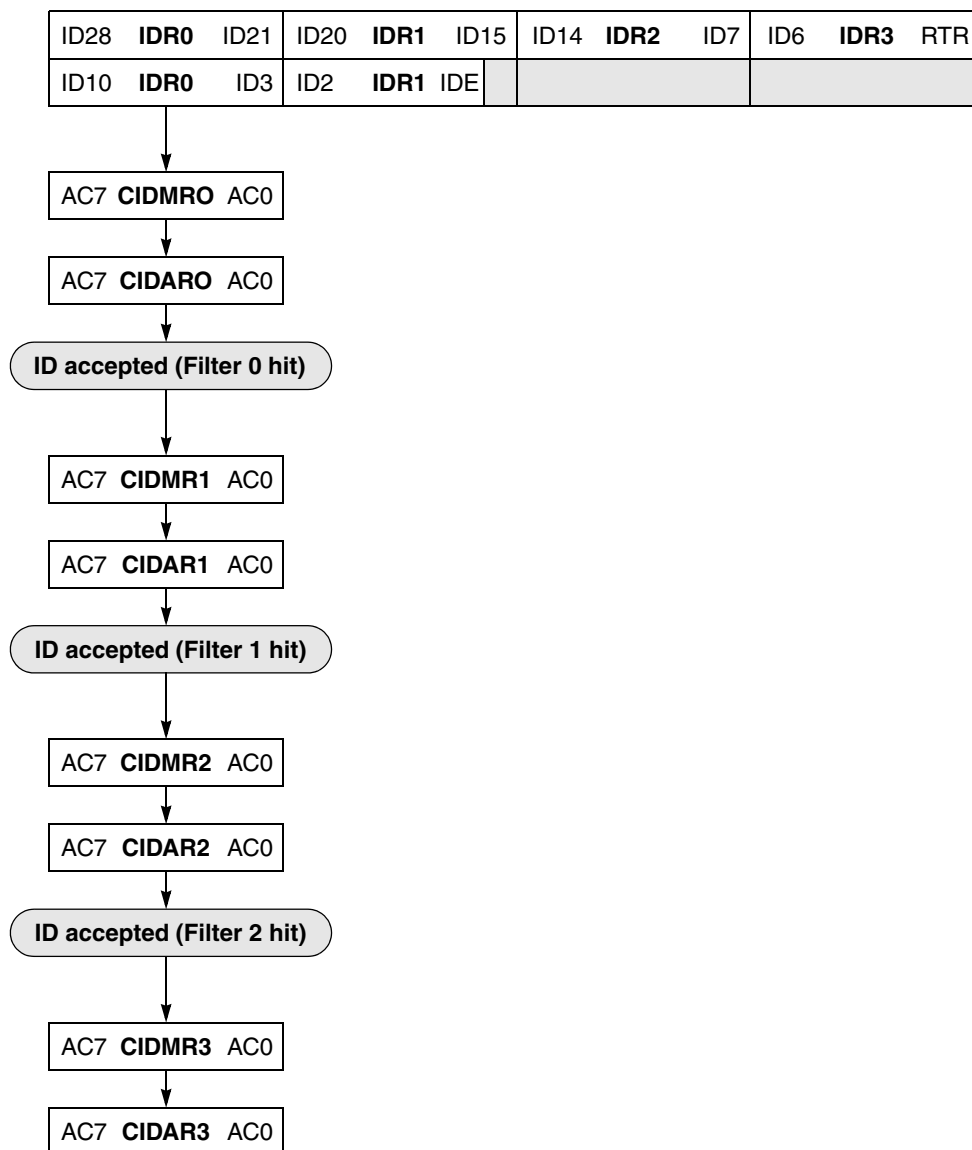 ID28 IDR0 ID21 ID20 IDR1 ID15 ID14 IDR2 ID7 ID6 IDR3 RTR
ID10 IDR0 ID3 ID2 IDR1 IDE
AC7 CIDMRO AC0
AC7 CIDARO AC0
ID accepted (Filter 0 hit)
AC7 CIDMR1 AC0
AC7 CIDAR1 AC0
ID accepted (Filter 1 hit)
AC7 CIDMR2 AC0
AC7 CIDAR2 AC0
ID accepted (Filter 2 hit)
AC7 CIDMR3 AC0
AC7 CIDAR3 AC0